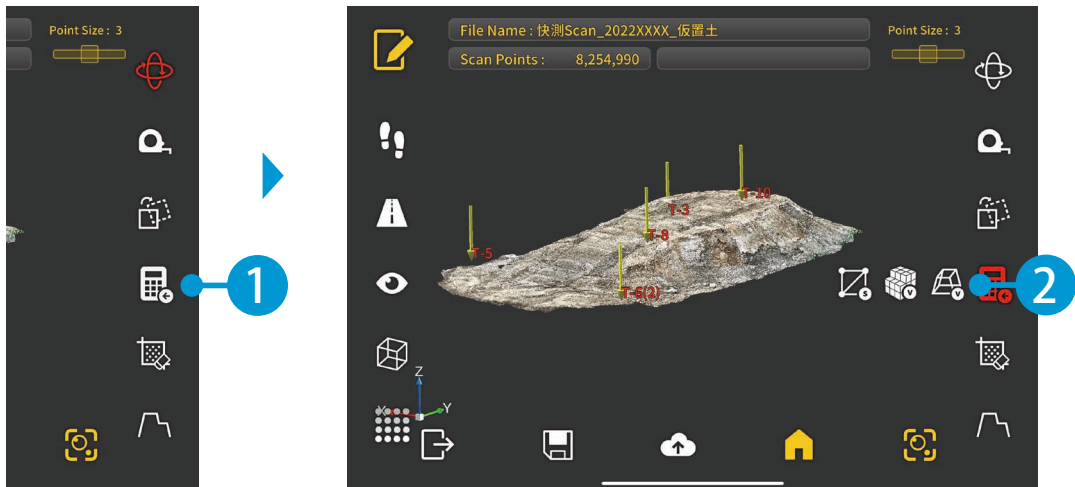 Point Size : 3
1
File Name : 快測Scan_2022XXXX_仮置土
Point Size : 3
Scan Points : 8,254,990
T-10
T-3
T-8
T-5
T-6(2)
S
V
V
2
Z
X
Y